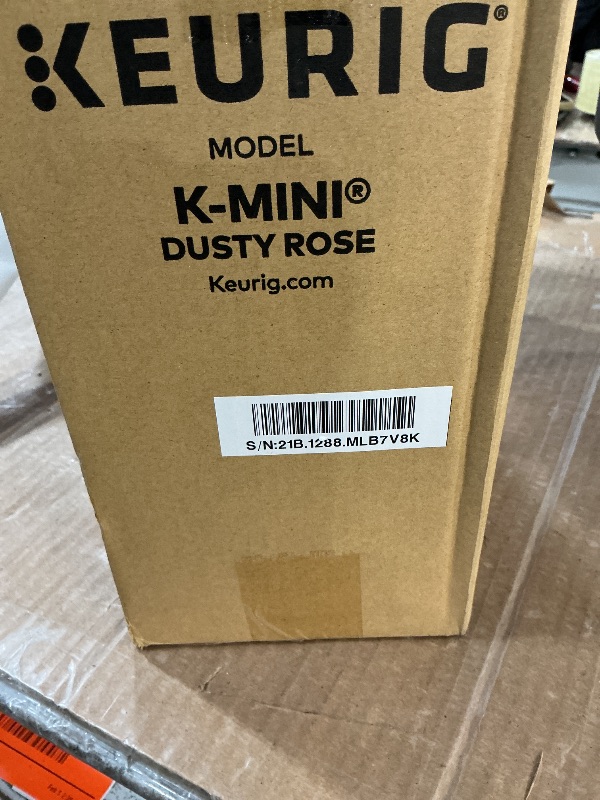 KEURIG®
MODEL
K-MINI®
DUSTY ROSE
Keurig.com
S/N:21B.1288.MLB7V8K